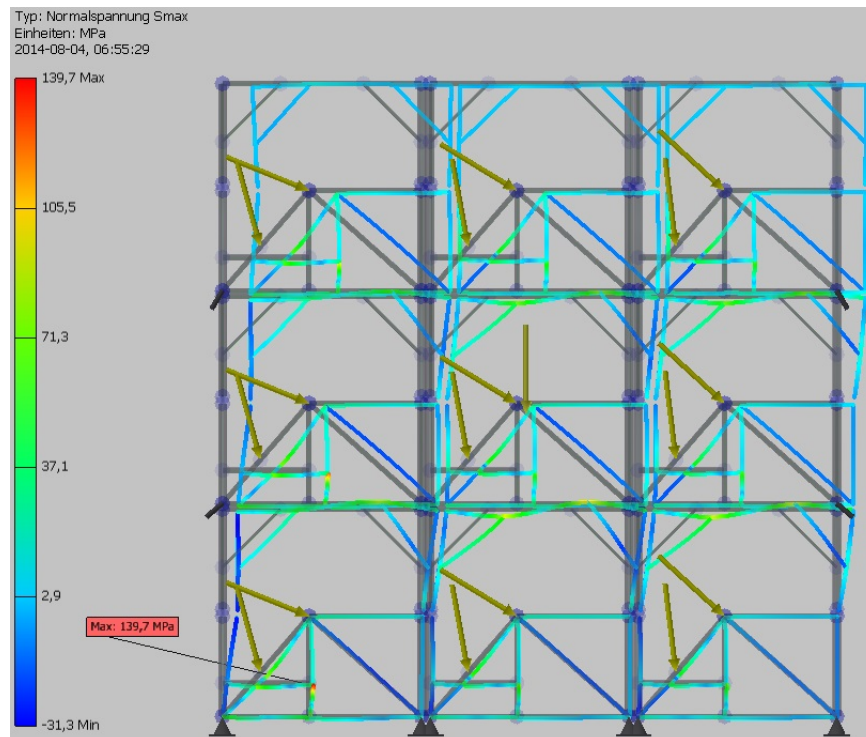 Typ: Normalspannung Smax
Einheiten: MPa
2014-08-04, 06:55:29
139,7 Max
105,5
71,3
37,1
2,9
-31,3 Min
Max: 139,7 MPa